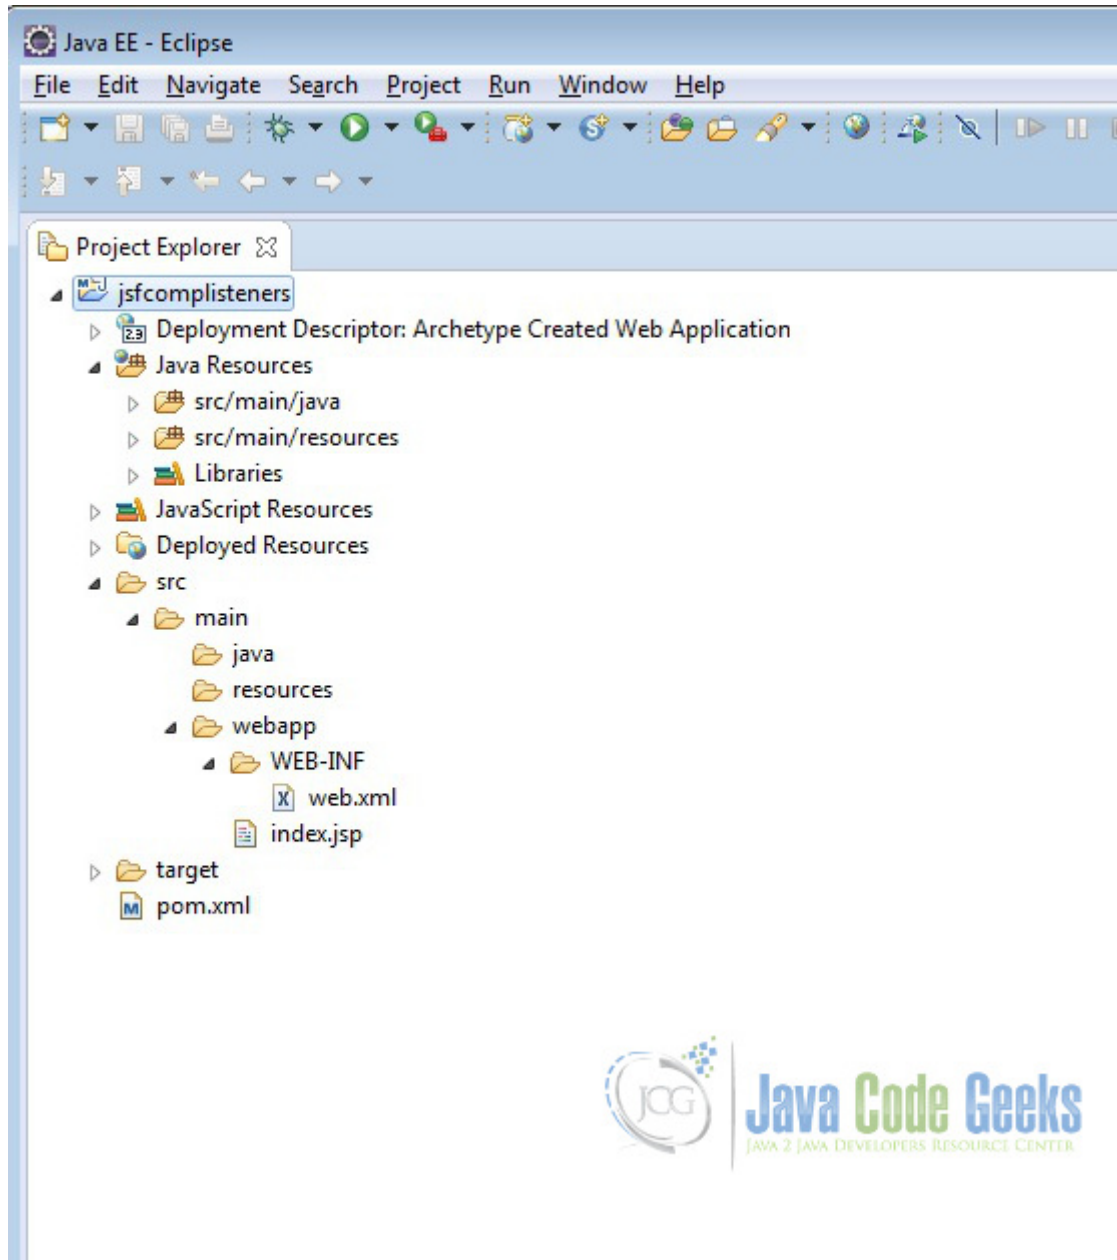 Java EE - Eclipse
File Edit Navigate Search Project Run Window Help
Project Explorer
jsfcomplisteners
2.3 Deployment Descriptor: Archetype Created Web Application
Java Resources
src/main/java
src/main/resources
Libraries
JavaScript Resources
Deployed Resources
src
main
java
resources
webapp
WEB-INF
X web.xml
index.jsp
target
M pom.xml
JCG Java Code Geeks
JAVA 2 JAVA DEVELOPERS RESOURCE CENTER